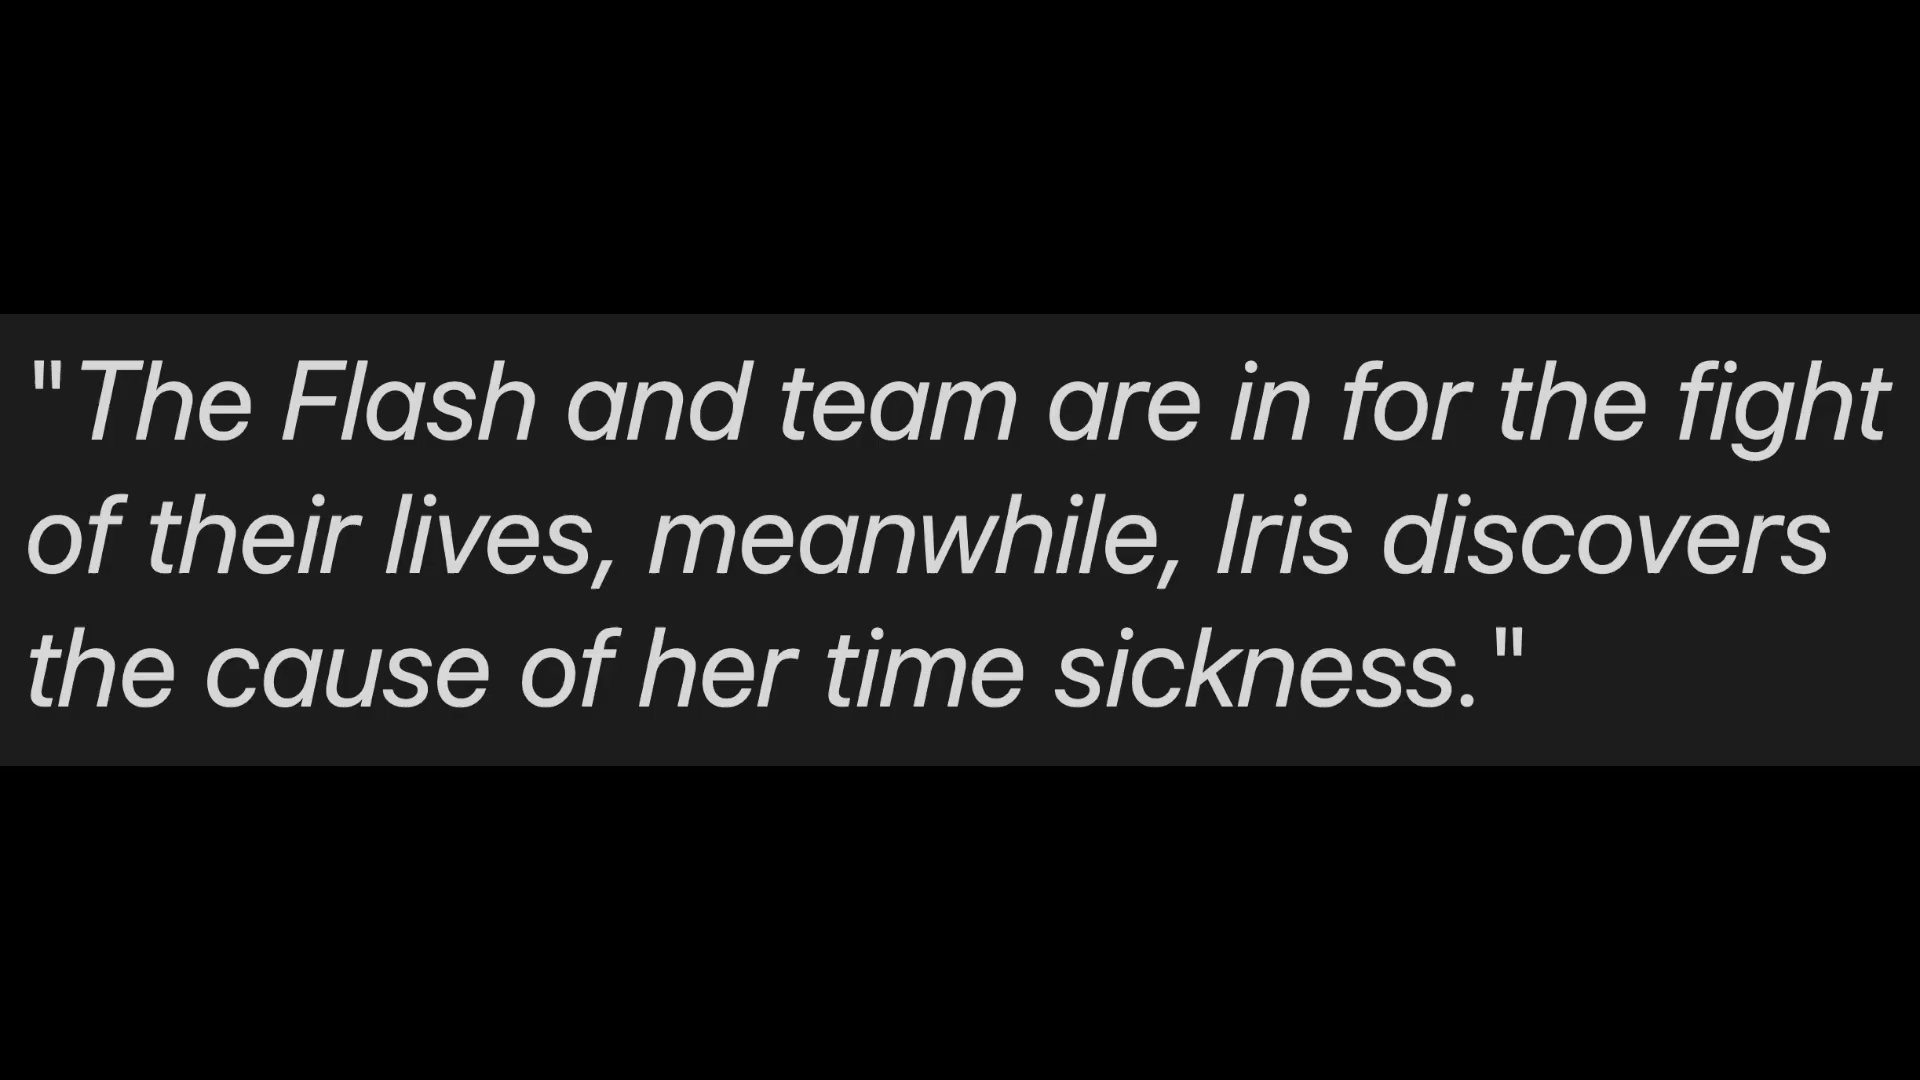 "The Flash and team are in for the fight
of their lives, meanwhile, Iris discovers
the cause of her time sickness."